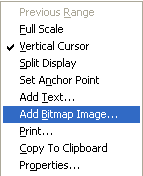 Previous Range
Full Scale
Vertical Cursor
Split Display
Set Anchor Point
Add Text...
Add Bitmap Image...
Print...
Copy To Clipboard
Properties...